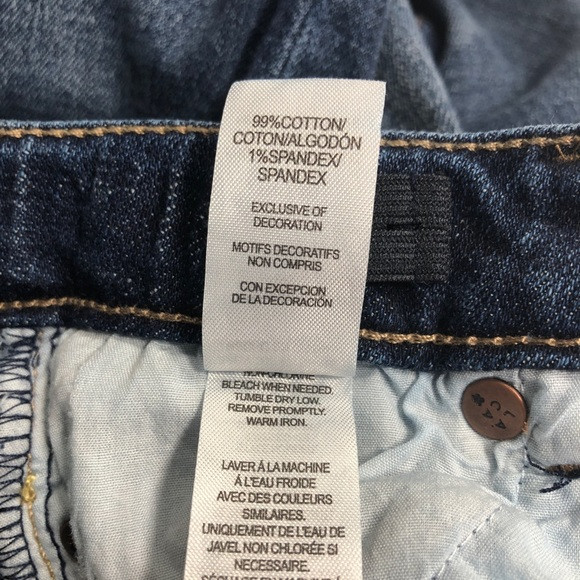 99%COTTON/
COTON/ALGODÓN
1%SPANDEX/
SPANDEX
EXCLUSIVE OF
DECORATION
MOTIFS DECORATIFS
NON COMPRIS
CON EXCEPCION
DE LA DECORACIÓN
NON-CHLORINE
BLEACH WHEN NEEDED.
TUMBLE DRY LOW.
REMOVE PROMPTLY.
WARM IRON.
LAVER Á LA MACHINE
Á L'EAU FROIDE
AVEC DES COULEURS
SIMILAIRES.
UNIQUEMENT DE L'EAU DE
JAVEL NON CHLORÉE SI
NECESSAIRE.